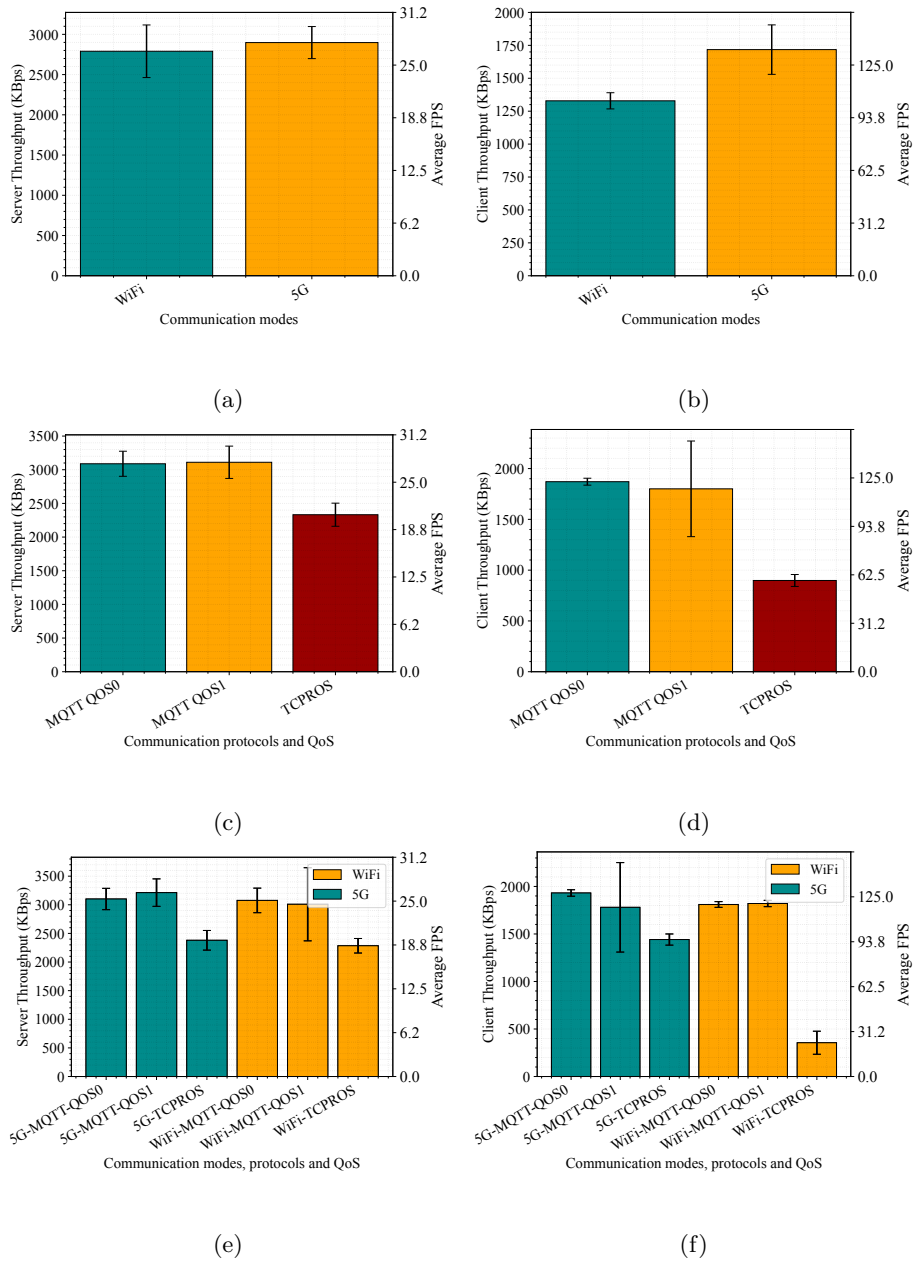 3000
2500
2000
1500
1000
500
0
Server Throughput (KBps)
31.2
25.0
18.8
12.5
6.2
0.0
Average FPS
WiFi
5G
Communication modes
(a)
2000
1750
1500
1250
1000
750
500
250
0
Client Throughput (KBps)
125.0
93.8
62.5
31.2
0.0
Average FPS
WiFi
5G
Communication modes
(b)
3500
3000
2500
2000
1500
1000
500
0
Server Throughput (KBps)
31.2
25.0
18.8
12.5
6.2
0.0
Average FPS
MQTT QOS0
MQTT QOS1
TCPROS
Communication protocols and QoS
(c)
2000
1500
1000
500
0
Client Throughput (KBps)
125.0
93.8
62.5
31.2
0.0
Average FPS
MQTT QOS0
MQTT QOS1
TCPROS
Communication protocols and QoS
(d)
3500
3000
2500
2000
1500
1000
500
0
Server Throughput (KBps)
WiFi
5G
31.2
25.0
18.8
12.5
6.2
0.0
Average FPS
5G-MQTT-QOS0
5G-MQTT-QOS1
5G-TCPROS
WiFi-MQTT-QOS0
WiFi-MQTT-QOS1
WiFi-TCPROS
Communication modes, protocols and QoS
(e)
2000
1500
1000
500
0
Client Throughput (KBps)
WiFi
5G
125.0
93.8
62.5
31.2
0.0
Average FPS
5G-MQTT-QOS0
5G-MQTT-QOS1
5G-TCPROS
WiFi-MQTT-QOS0
WiFi-MQTT-QOS1
WiFi-TCPROS
Communication modes, protocols and QoS
(f)